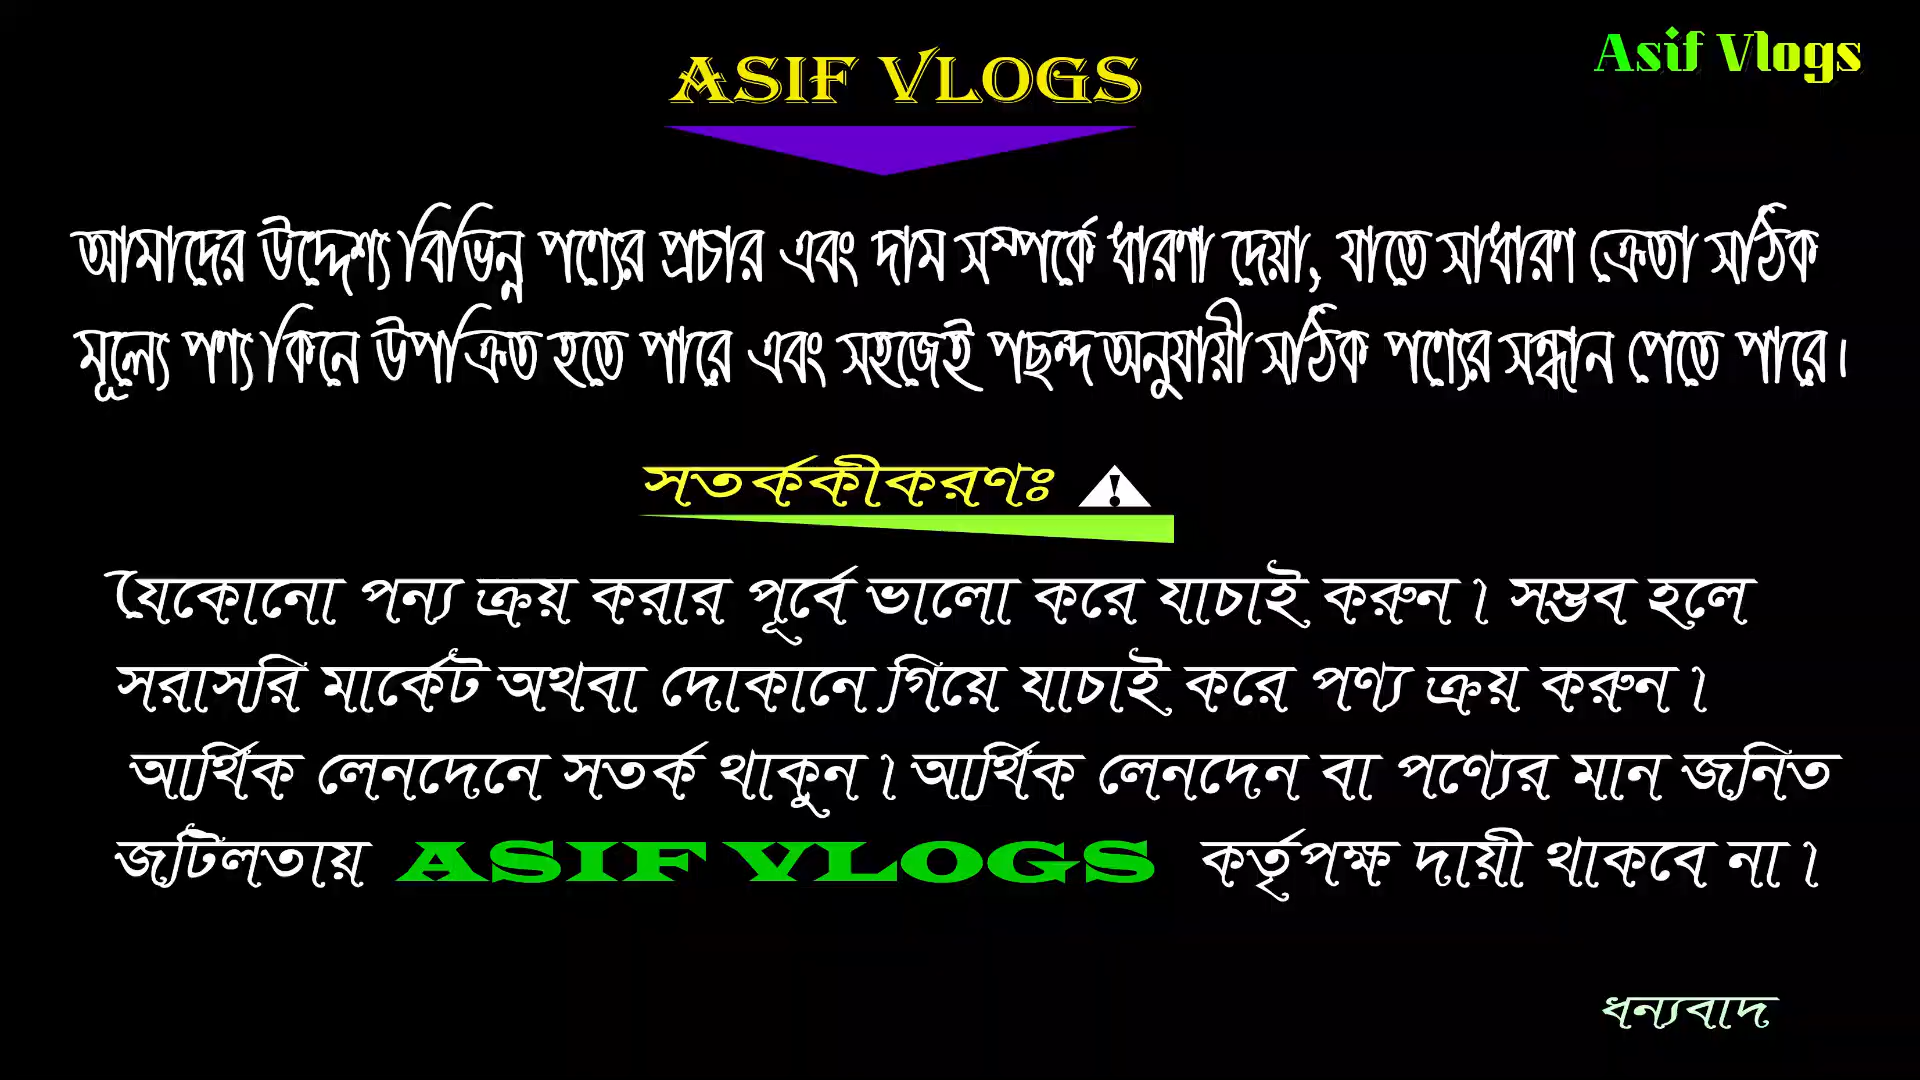 Asif Vlogs
ASIF VLOGS
আমাদের উদ্দেশ্য বিভিন্ন পণ্যের প্রচার এবং দাম সম্পর্কে ধারণা দেয়া, যাতে সাধারণ ক্রেতা সঠিক
মূল্যে পণ্য কিনে উপক্রিত হতে পারে এবং সহজেই পছন্দ অনুযায়ী সঠিক পণ্যের সন্ধান পেতে পারে।
সতর্ককীকরণঃ
যেকোনো পন্য ক্রয় করার পূর্বে ভালো করে যাচাই করুন। সম্ভব হলে
সরাসরি মার্কেট অথবা দোকানে গিয়ে যাচাই করে পণ্য ক্রয় করুন।
আর্থিক লেনদেনে সতর্ক থাকুন। আর্থিক লেনদেন বা পণ্যের মান জনিত
জটিলতায় ASIF VLOGS কর্তৃপক্ষ দায়ী থাকবে না।
ধন্যবাদ